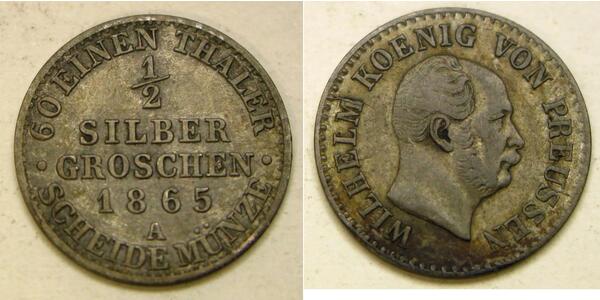 60 EINEN THALER
1/2
SILBER
· GROSCHEN ·
1865
A
SCHEIDE MÜNZE
WILHELM KOENIG VON PREUSSEN